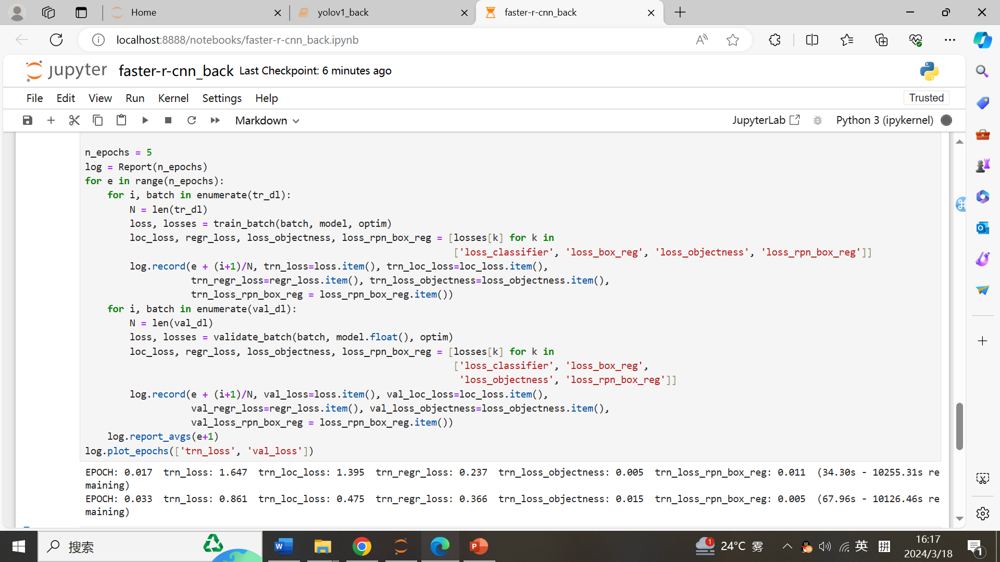 Home
yolov1_back
faster-r-cnn_back
localhost:8888/notebooks/faster-r-cnn_back.ipynb
jupyter faster-r-cnn_back Last Checkpoint: 6 minutes ago
File Edit View Run Kernel Settings Help
Trusted
Markdown
JupyterLab
Python 3 (ipykernel)
n_epochs = 5
log = Report(n_epochs)
for e in range(n_epochs):
    for i, batch in enumerate(tr_dl):
        N = len(tr_dl)
        loss, losses = train_batch(batch, model, optim)
        loc_loss, regr_loss, loss_objectness, loss_rpn_box_reg = [losses[k] for k in
                                                                  ['loss_classifier', 'loss_box_reg', 'loss_objectness', 'loss_rpn_box_reg']]
        log.record(e + (i+1)/N, trn_loss=loss.item(), trn_loc_loss=loc_loss.item(),
                   trn_regr_loss=regr_loss.item(), trn_loss_objectness=loss_objectness.item(),
                   trn_loss_rpn_box_reg = loss_rpn_box_reg.item())
    for i, batch in enumerate(val_dl):
        N = len(val_dl)
        loss, losses = validate_batch(batch, model.float(), optim)
        loc_loss, regr_loss, loss_objectness, loss_rpn_box_reg = [losses[k] for k in
                                                                  ['loss_classifier', 'loss_box_reg',
                                                                   'loss_objectness', 'loss_rpn_box_reg']]
        log.record(e + (i+1)/N, val_loss=loss.item(), val_loc_loss=loc_loss.item(),
                   val_regr_loss=regr_loss.item(), val_loss_objectness=loss_objectness.item(),
                   val_loss_rpn_box_reg = loss_rpn_box_reg.item())
    log.report_avgs(e+1)
log.plot_epochs(['trn_loss', 'val_loss'])
EPOCH: 0.017  trn_loss: 1.647  trn_loc_loss: 1.395  trn_regr_loss: 0.237  trn_loss_objectness: 0.005  trn_loss_rpn_box_reg: 0.011  (34.30s - 10255.31s re
maining)
EPOCH: 0.033  trn_loss: 0.861  trn_loc_loss: 0.475  trn_regr_loss: 0.366  trn_loss_objectness: 0.015  trn_loss_rpn_box_reg: 0.005  (67.96s - 10126.46s re
maining)
搜索
1
24°C 雾
英
拼
16:17
2024/3/18
1